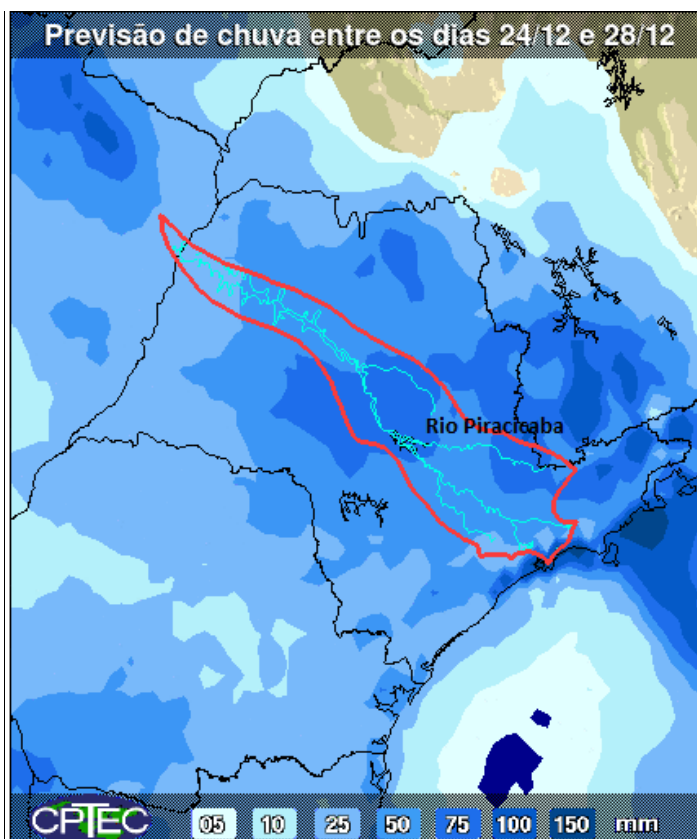 Previsão de chuva entre os dias 24/12 e 28/12
Rio Piracicaba
CPTEC 05 10 25 50 75 100 150 mm